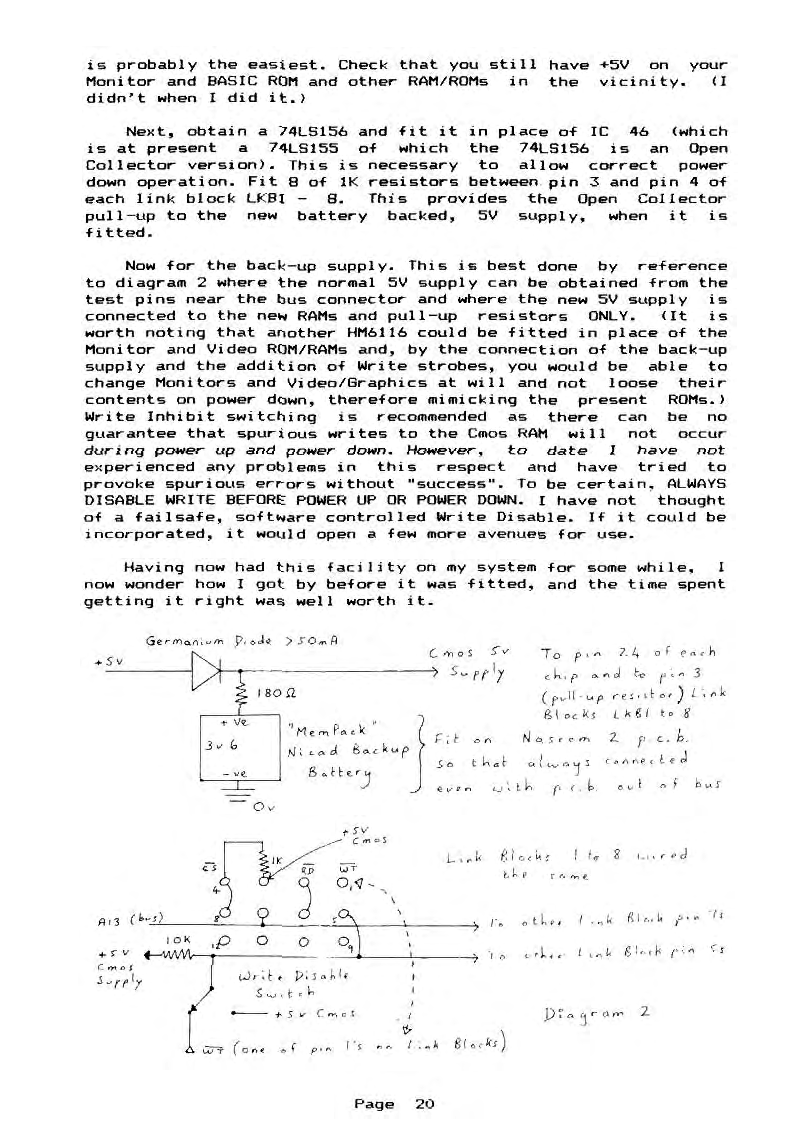 is probably the easiest. Check that you still have +5V on your
Monitor and BASIC ROM and other RAM/ROMs in the vicinity. (I
didn't when I did it.)
Next, obtain a 74LS156 and fit it in place of IC 46 (which
is at present a 74LS155 of which the 74LS156 is an Open
Collector version). This is necessary to allow correct power
down operation. Fit 8 of 1K resistors between pin 3 and pin 4 of
each link block LKB1 - 8. This provides the Open Collector
pull-up to the new battery backed, 5V supply, when it is
fitted.
Now for the back-up supply. This is best done by reference
to diagram 2 where the normal 5V supply can be obtained from the
test pins near the bus connector and where the new 5V supply is
connected to the new RAMs and pull-up resistors ONLY. (It is
worth noting that another HM6116 could be fitted in place of the
Monitor and Video ROM/RAMs and, by the connection of the back-up
supply and the addition of Write strobes, you would be able to
change Monitors and Video/Graphics at will and not loose their
contents on power down, therefore mimicking the present ROMs.)
Write Inhibit switching is recommended as there can be no
guarantee that spurious writes to the Cmos RAM will not occur
during power up and power down. However, to date I have not
experienced any problems in this respect and have tried to
provoke spurious errors without "success". To be certain, ALWAYS
DISABLE WRITE BEFORE POWER UP OR POWER DOWN. I have not thought
of a failsafe, software controlled Write Disable. If it could be
incorporated, it would open a few more avenues for use.
Having now had this facility on my system for some while, I
now wonder how I got by before it was fitted, and the time spent
getting it right was well worth it.
Germanium Diode >50mA
+5v
Cmos 5v
Supply
To pin 24 of each
chip and to pin 3
(pull-up resistor) Link
Blocks LKB1 to 8
180Ω
+ ve
3v6
- ve
0v
"MemPack"
Nicad Backup
Battery
Fit on Nascom 2 p.c.b.
so that always connected
even with p.c.b. out of bus
+5V
Cmos
CS
1K
RD
WT
4
1
Link Blocks 1 to 8 wired
the same
A13 (bus)
8
5
To other Link Block pin
10K
12
9
+5v
Cmos
Supply
To other Link Block pin
Write Disable
Switch
+5v Cmos
WT (one of pin 1's on Link Blocks)
Diagram 2
Page 20